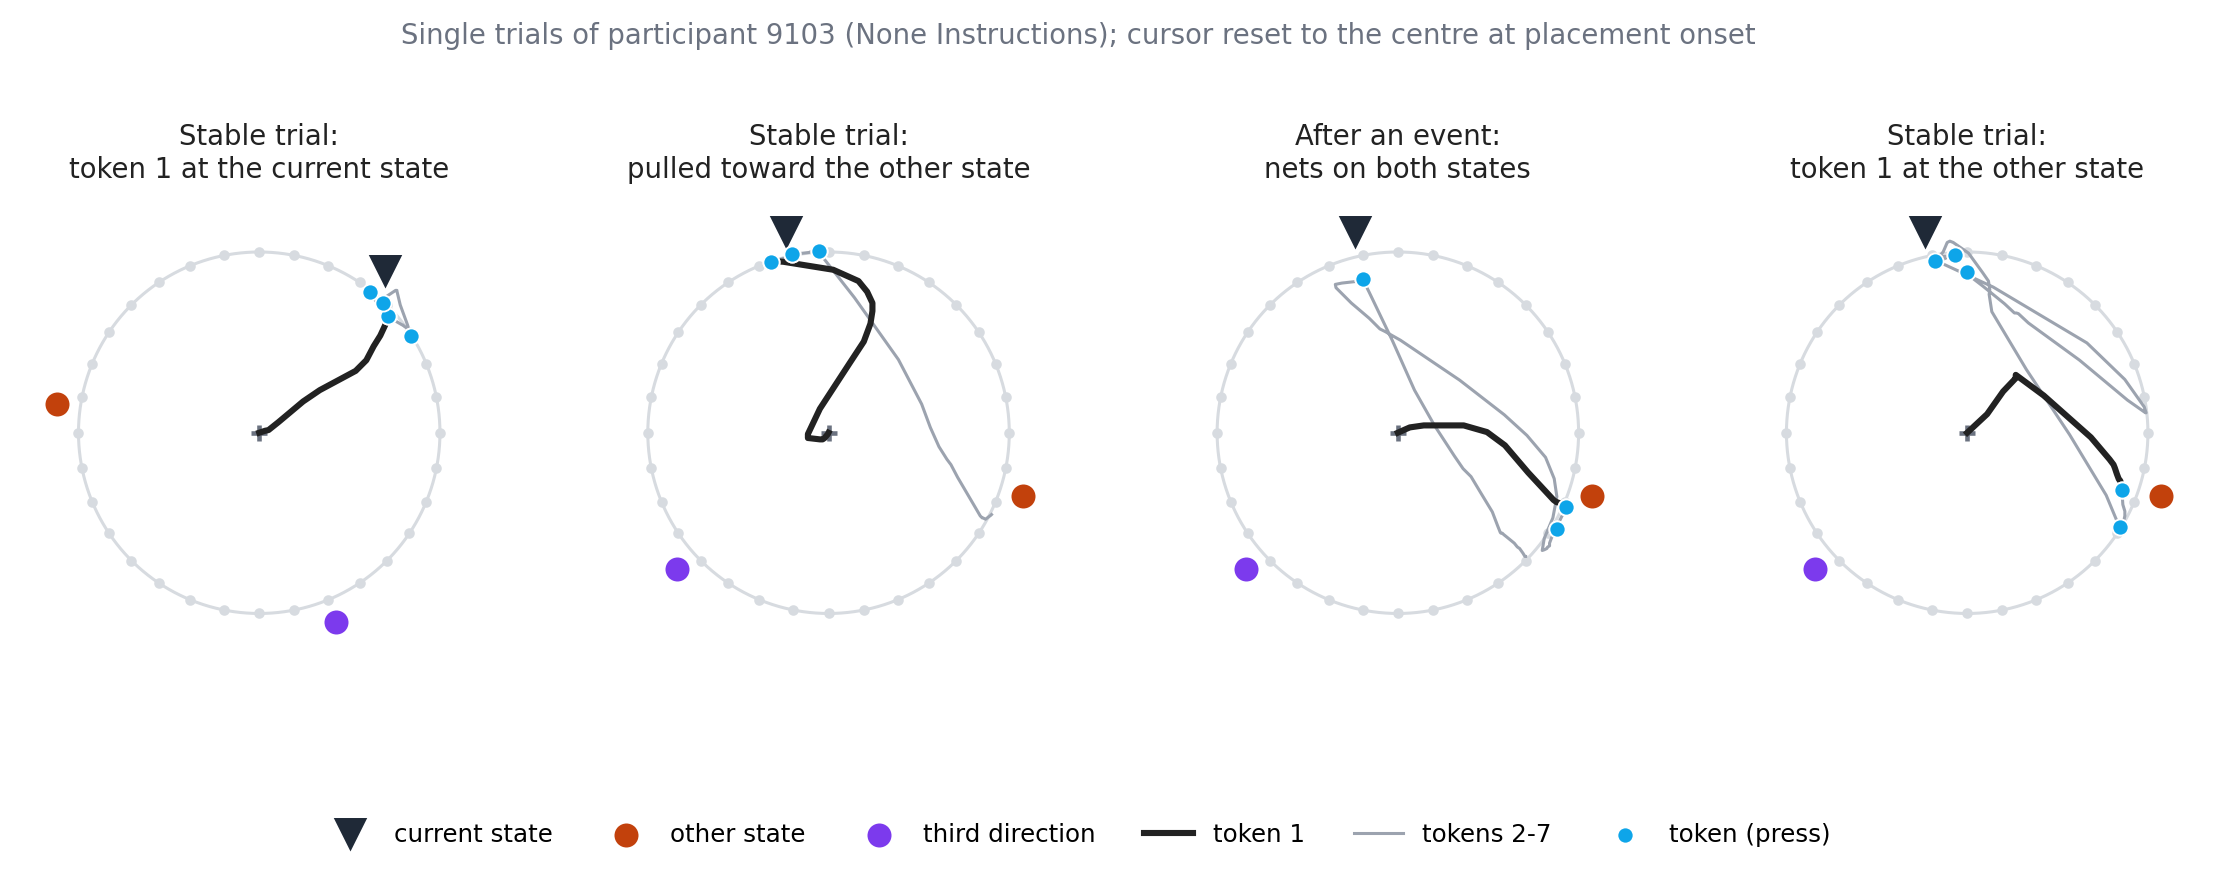 Single trials of participant 9103 (None Instructions); cursor reset to the centre at placement onset
Stable trial:
token 1 at the current state
Stable trial:
pulled toward the other state
After an event:
nets on both states
Stable trial:
token 1 at the other state
current state
other state
third direction
token 1
tokens 2-7
token (press)